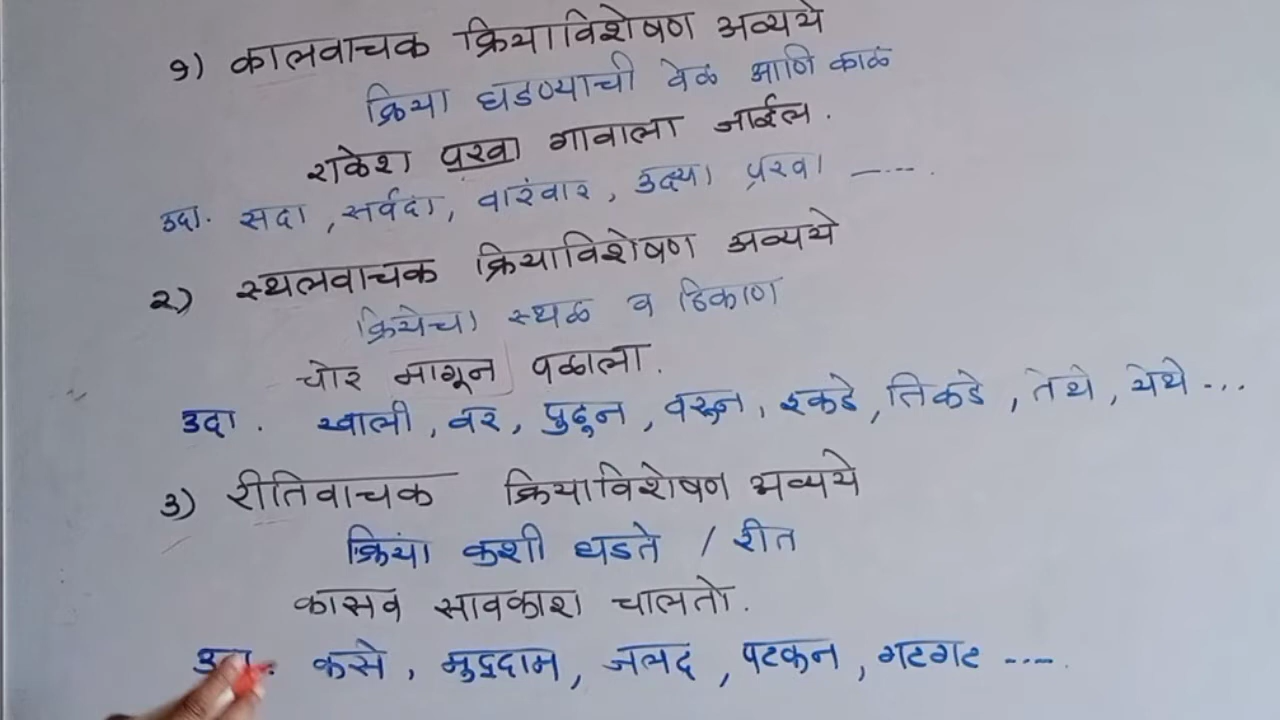 १) कालवाचक क्रियाविशेषण अव्यये
क्रिया घडण्याची वेळ आणि काळ
राकेश परवा गावाला जाईल.
उदा. सदा, सर्वदा, वारंवार, उद्या परवा -----.
२) स्थलवाचक क्रियाविशेषण अव्यये
क्रियेचा स्थळ व ठिकाण
चोर मागून पळाला.
उदा. खाली, वर, पुढून, वरून, इकडे, तिकडे, तेथे, येथे ...
३) रीतिवाचक क्रियाविशेषण अव्यये
क्रिया कशी घडते / रीत
कासव सावकाश चालतो.
उदा. कसे, मुद्दाम, जलद, पटकन, गटगट ----.